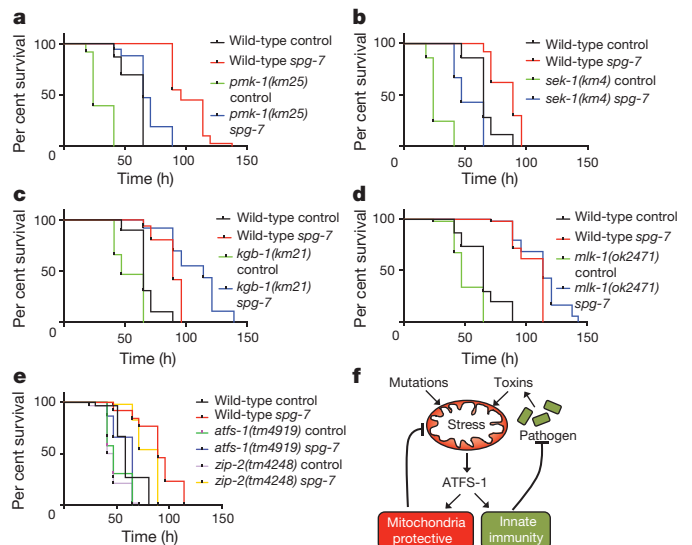 a
Per cent survival
100
50
50
100
150
Time (h)
Wild-type control
Wild-type spg-7
pmk-1(km25)
control
pmk-1(km25)
spg-7
b
Per cent survival
100
50
0
50
100
150
Time (h)
Wild-type control
Wild-type spg-7
sek-1(km4) control
sek-1(km4) spg-7
c
Per cent survival
100
50
0
50
100
150
Time (h)
Wild-type control
Wild-type spg-7
kgb-1(km21)
control
kgb-1(km21)
spg-7
d
Per cent survival
100
50
0
50
100
150
Time (h)
Wild-type control
Wild-type spg-7
mlk-1(ok2471)
control
mlk-1(ok2471)
spg-7
e
Per cent survival
100
50
0
50
100
150
Time (h)
Wild-type control
Wild-type spg-7
atfs-1(tm4919) control
atfs-1(tm4919) spg-7
zip-2(tm4248) control
zip-2(tm4248) spg-7
f
Mutations
Toxins
Stress
Pathogen
ATFS-1
Mitochondria
protective
Innate
immunity